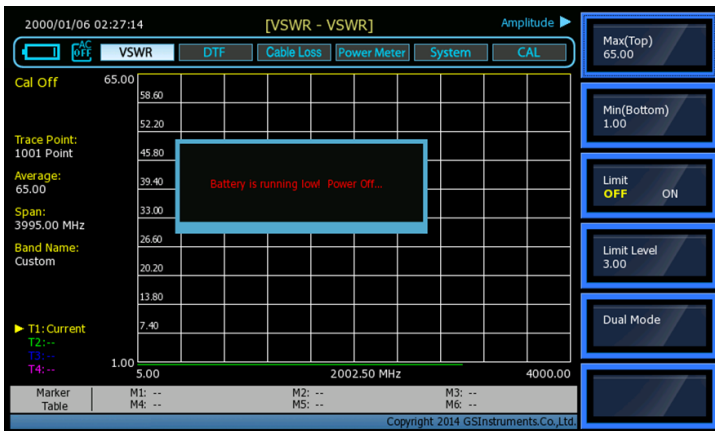 2000/01/06 02:27:14 [VSWR - VSWR] Amplitude ▶
AC
OFF
VSWR DTF Cable Loss Power Meter System CAL
Cal Off
65.00
58.60
52.20
45.80
39.40
33.00
26.60
20.20
13.80
7.40
1.00
Trace Point:
1001 Point
Average:
65.00
Span:
3995.00 MHz
Band Name:
Custom
▶ T1:Current
T2:--
T3:--
T4:--
Battery is running low! Power Off...
5.00 2002.50 MHz 4000.00
Marker
Table
M1: -- M2: -- M3: --
M4: -- M5: -- M6: --
Copyright 2014 GSInstruments.Co.,Ltd.
Max(Top)
65.00
Min(Bottom)
1.00
Limit
OFF ON
Limit Level
3.00
Dual Mode